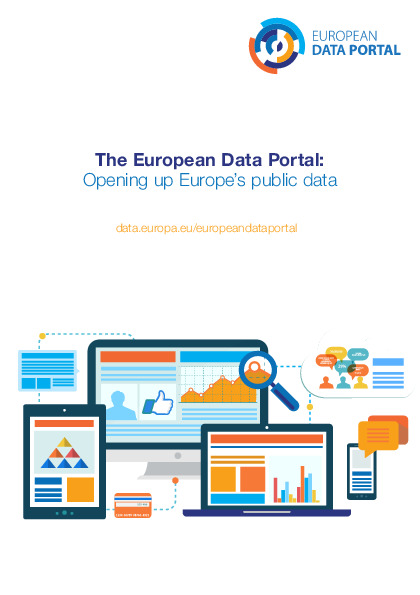 EUROPEAN
DATA PORTAL
The European Data Portal:
Opening up Europe's public data
data.europa.eu/europeandataportal